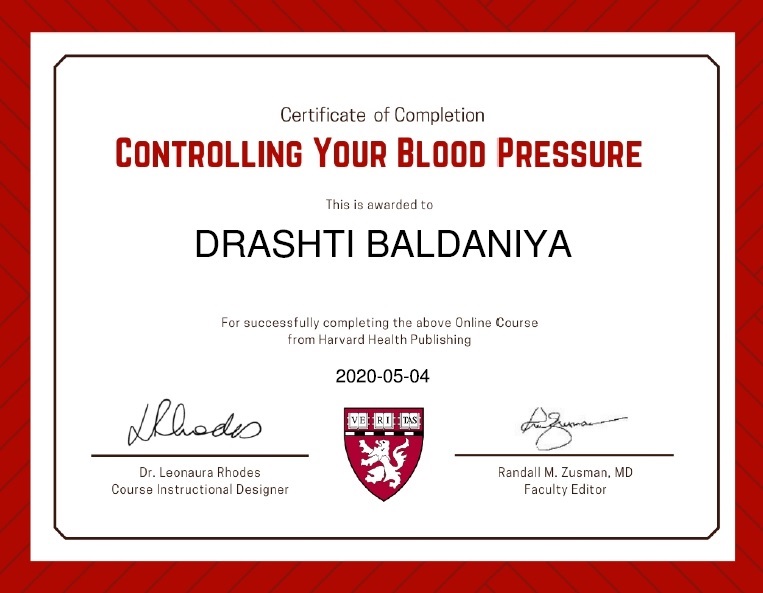 Certificate of Completion
CONTROLLING YOUR BLOOD PRESSURE
This is awarded to
DRASHTI BALDANIYA
For successfully completing the above Online Course
from Harvard Health Publishing
2020-05-04
LRhodes
VE RI TAS
Dr. Leonaura Rhodes
Course Instructional Designer
Randall M. Zusman, MD
Faculty Editor